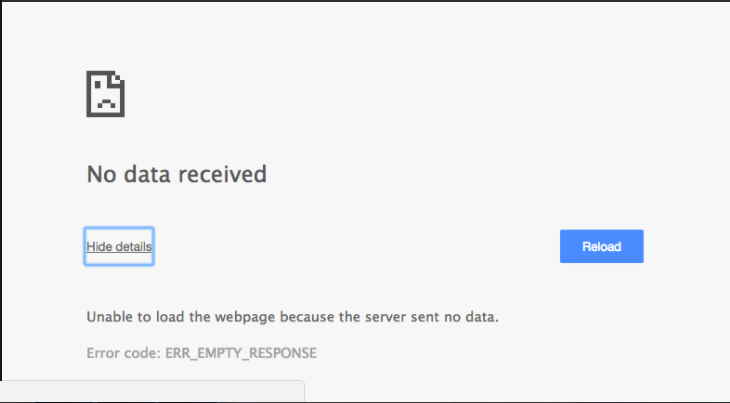 No data received
Hide details
Reload
Unable to load the webpage because the server sent no data.
Error code: ERR_EMPTY_RESPONSE